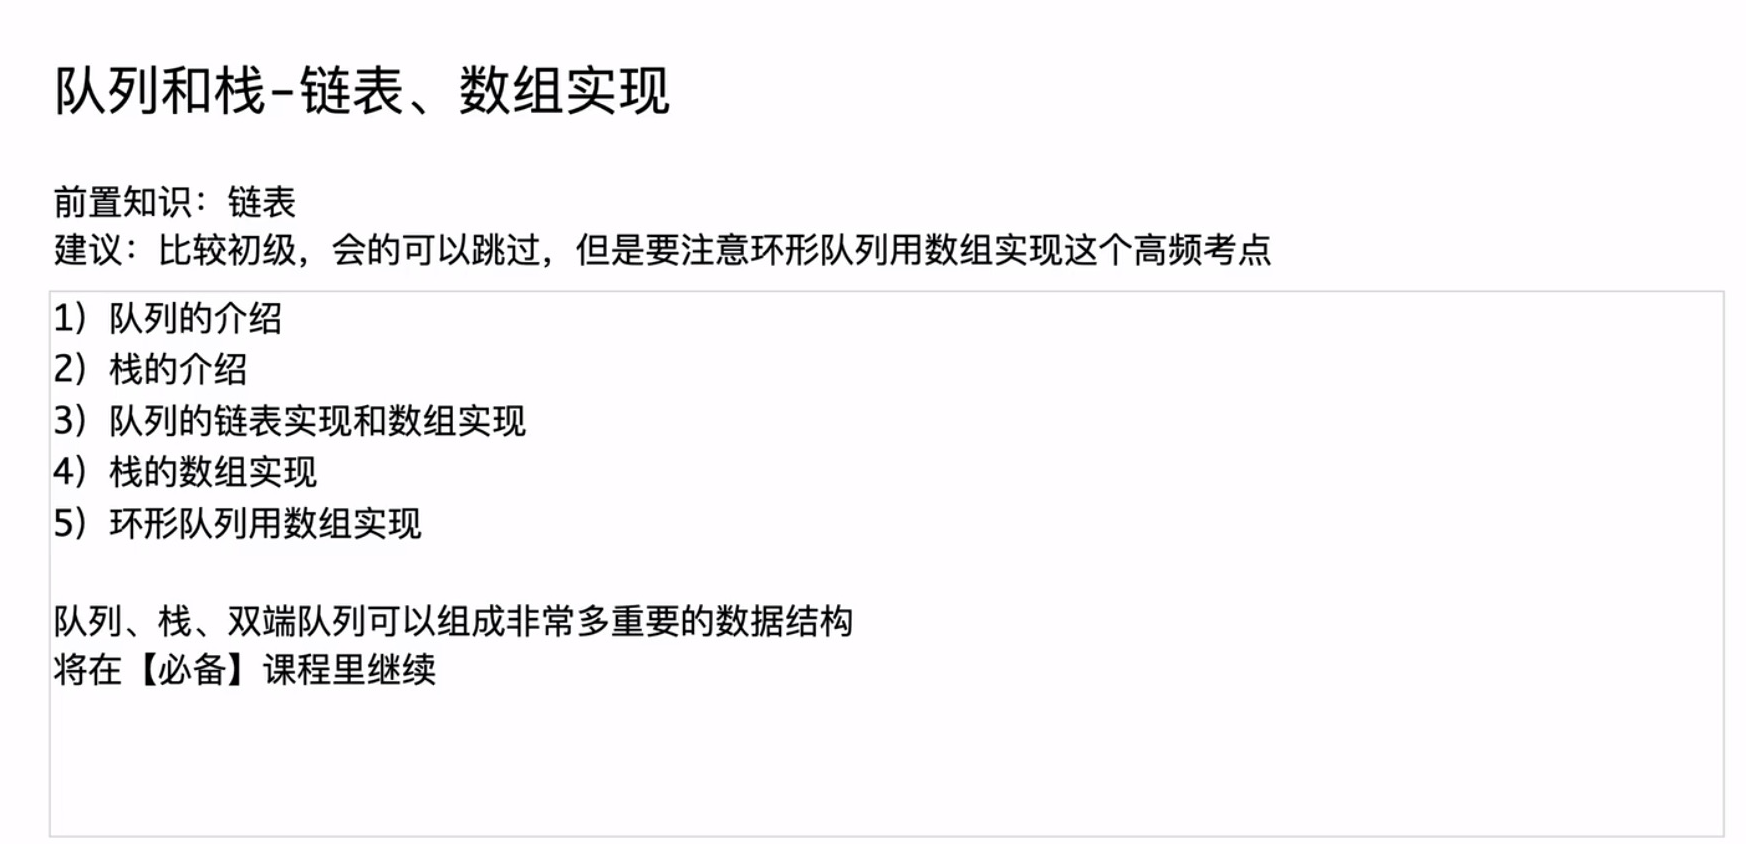 队列和栈-链表、数组实现
前置知识：链表
建议：比较初级，会的可以跳过，但是要注意环形队列用数组实现这个高频考点
1）队列的介绍
2）栈的介绍
3）队列的链表实现和数组实现
4）栈的数组实现
5）环形队列用数组实现
队列、栈、双端队列可以组成非常多重要的数据结构
将在【必备】课程里继续